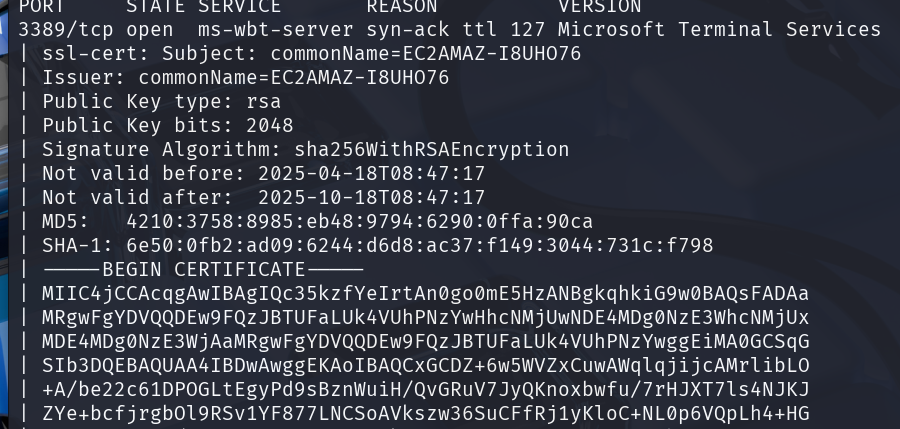 PORT     STATE SERVICE       REASON          VERSION
3389/tcp open  ms-wbt-server syn-ack ttl 127 Microsoft Terminal Services
| ssl-cert: Subject: commonName=EC2AMAZ-I8UHO76
| Issuer: commonName=EC2AMAZ-I8UHO76
| Public Key type: rsa
| Public Key bits: 2048
| Signature Algorithm: sha256WithRSAEncryption
| Not valid before: 2025-04-18T08:47:17
| Not valid after:  2025-10-18T08:47:17
| MD5:   4210:3758:8985:eb48:9794:6290:0ffa:90ca
| SHA-1: 6e50:0fb2:ad09:6244:d6d8:ac37:f149:3044:731c:f798
| -----BEGIN CERTIFICATE-----
| MIIC4jCCAcqgAwIBAgIQc35kzfYeIrtAn0go0mE5HzANBgkqhkiG9w0BAQsFADAa
| MRgwFgYDVQQDEw9FQzJBTUFaLUk4VUhPNzYwHhcNMjUwNDE4MDg0NzE3WhcNMjUx
| MDE4MDg0NzE3WjAaMRgwFgYDVQQDEw9FQzJBTUFaLUk4VUhPNzYwggEiMA0GCSqG
| SIb3DQEBAQUAA4IBDwAwggEKAoIBAQCxGCDZ+6w5WVZxCuwAWqlqjijcAMrlibLO
| +A/be22c61DPOGLtEgyPd9sBznWuiH/QvGRuV7JyQKnoxbwfu/7rHJXT7ls4NJKJ
| ZYe+bcfjrgbOl9RSv1YF877LNCSoAVkszw36SuCFfRj1yKloC+NL0p6VQpLh4+HG